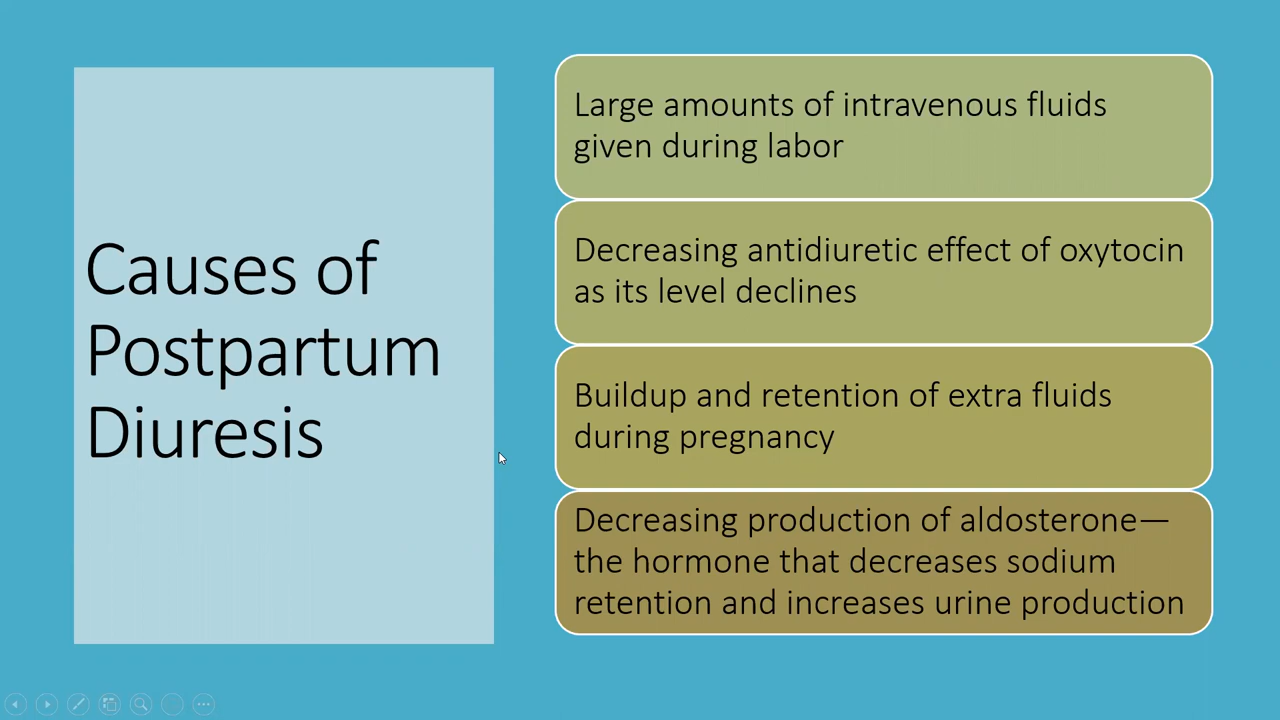 Causes of
Postpartum
Diuresis
Large amounts of intravenous fluids
given during labor
Decreasing antidiuretic effect of oxytocin
as its level declines
Buildup and retention of extra fluids
during pregnancy
Decreasing production of aldosterone—
the hormone that decreases sodium
retention and increases urine production